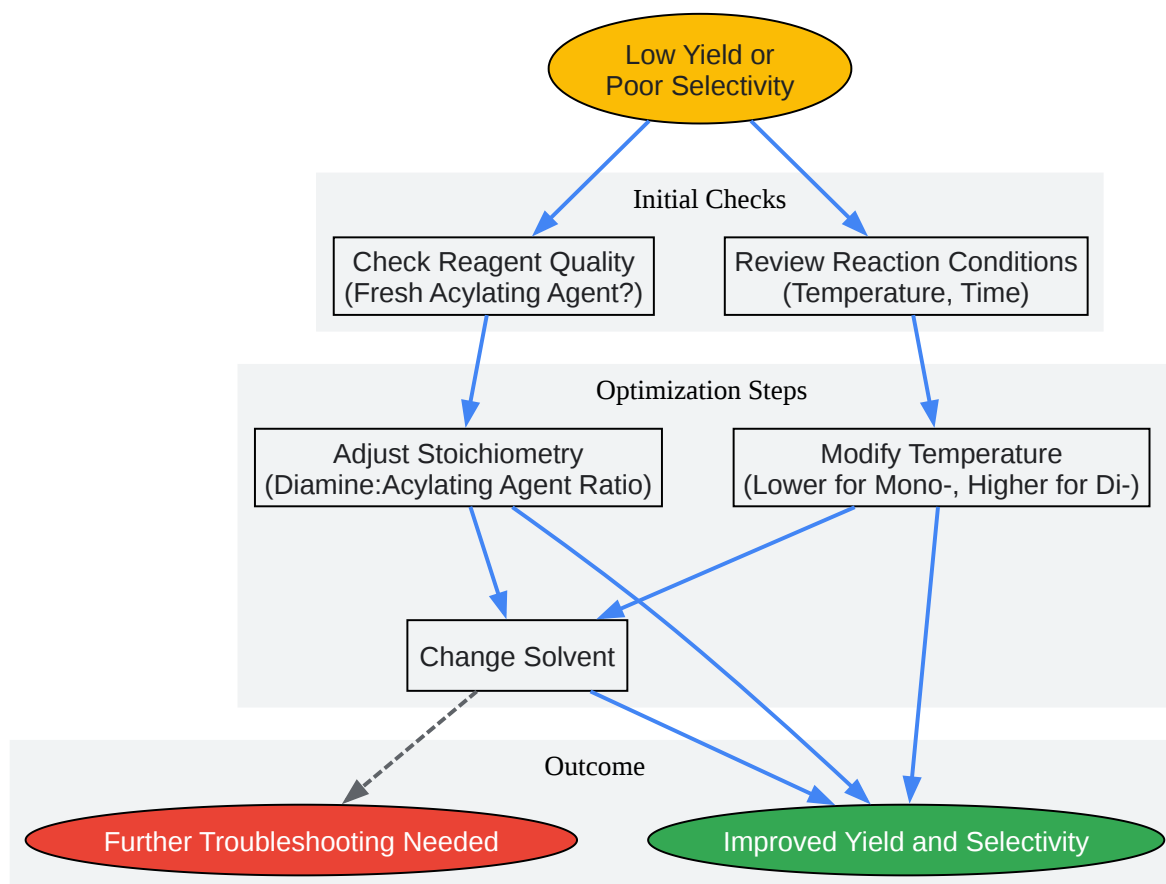 Low Yield or
Poor Selectivity
Initial Checks
Check Reagent Quality
(Fresh Acylating Agent?)
Review Reaction Conditions
(Temperature, Time)
Optimization Steps
Adjust Stoichiometry
(Diamine:Acylating Agent Ratio)
Modify Temperature
(Lower for Mono-, Higher for Di-)
Change Solvent
Outcome
Further Troubleshooting Needed
Improved Yield and Selectivity